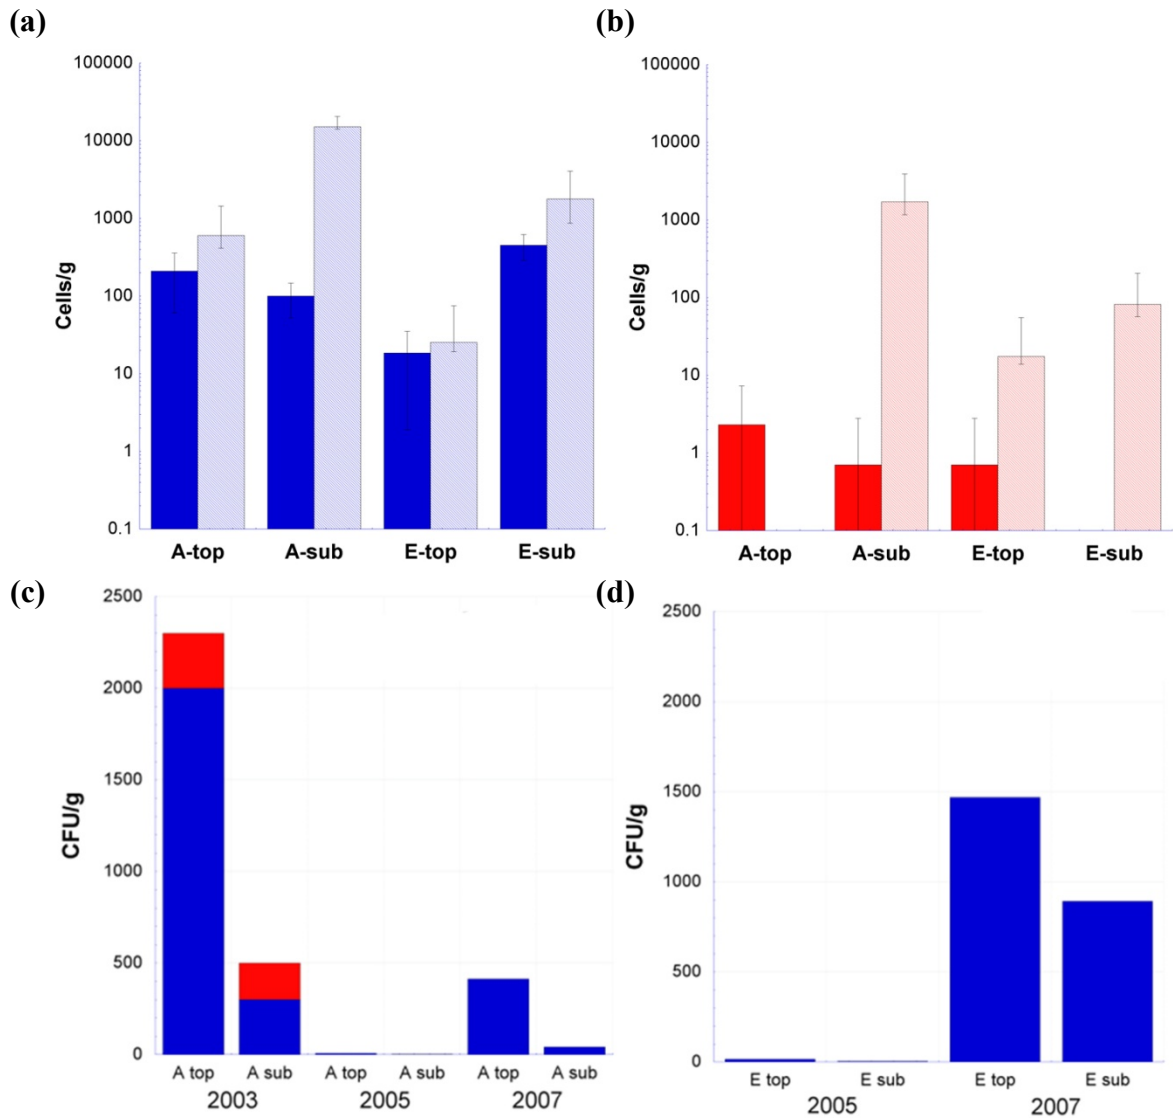 (a)
(b)
100000
10000
1000
100
10
1
0.1
Cells/g
A-top A-sub E-top E-sub
100000
10000
1000
100
10
1
0.1
Cells/g
A-top A-sub E-top E-sub
(c)
(d)
2500
2000
1500
1000
500
0
CFU/g
A top A sub A top A sub A top A sub
2003 2005 2007
2500
2000
1500
1000
500
0
CFU/g
E top E sub E top E sub
2005 2007